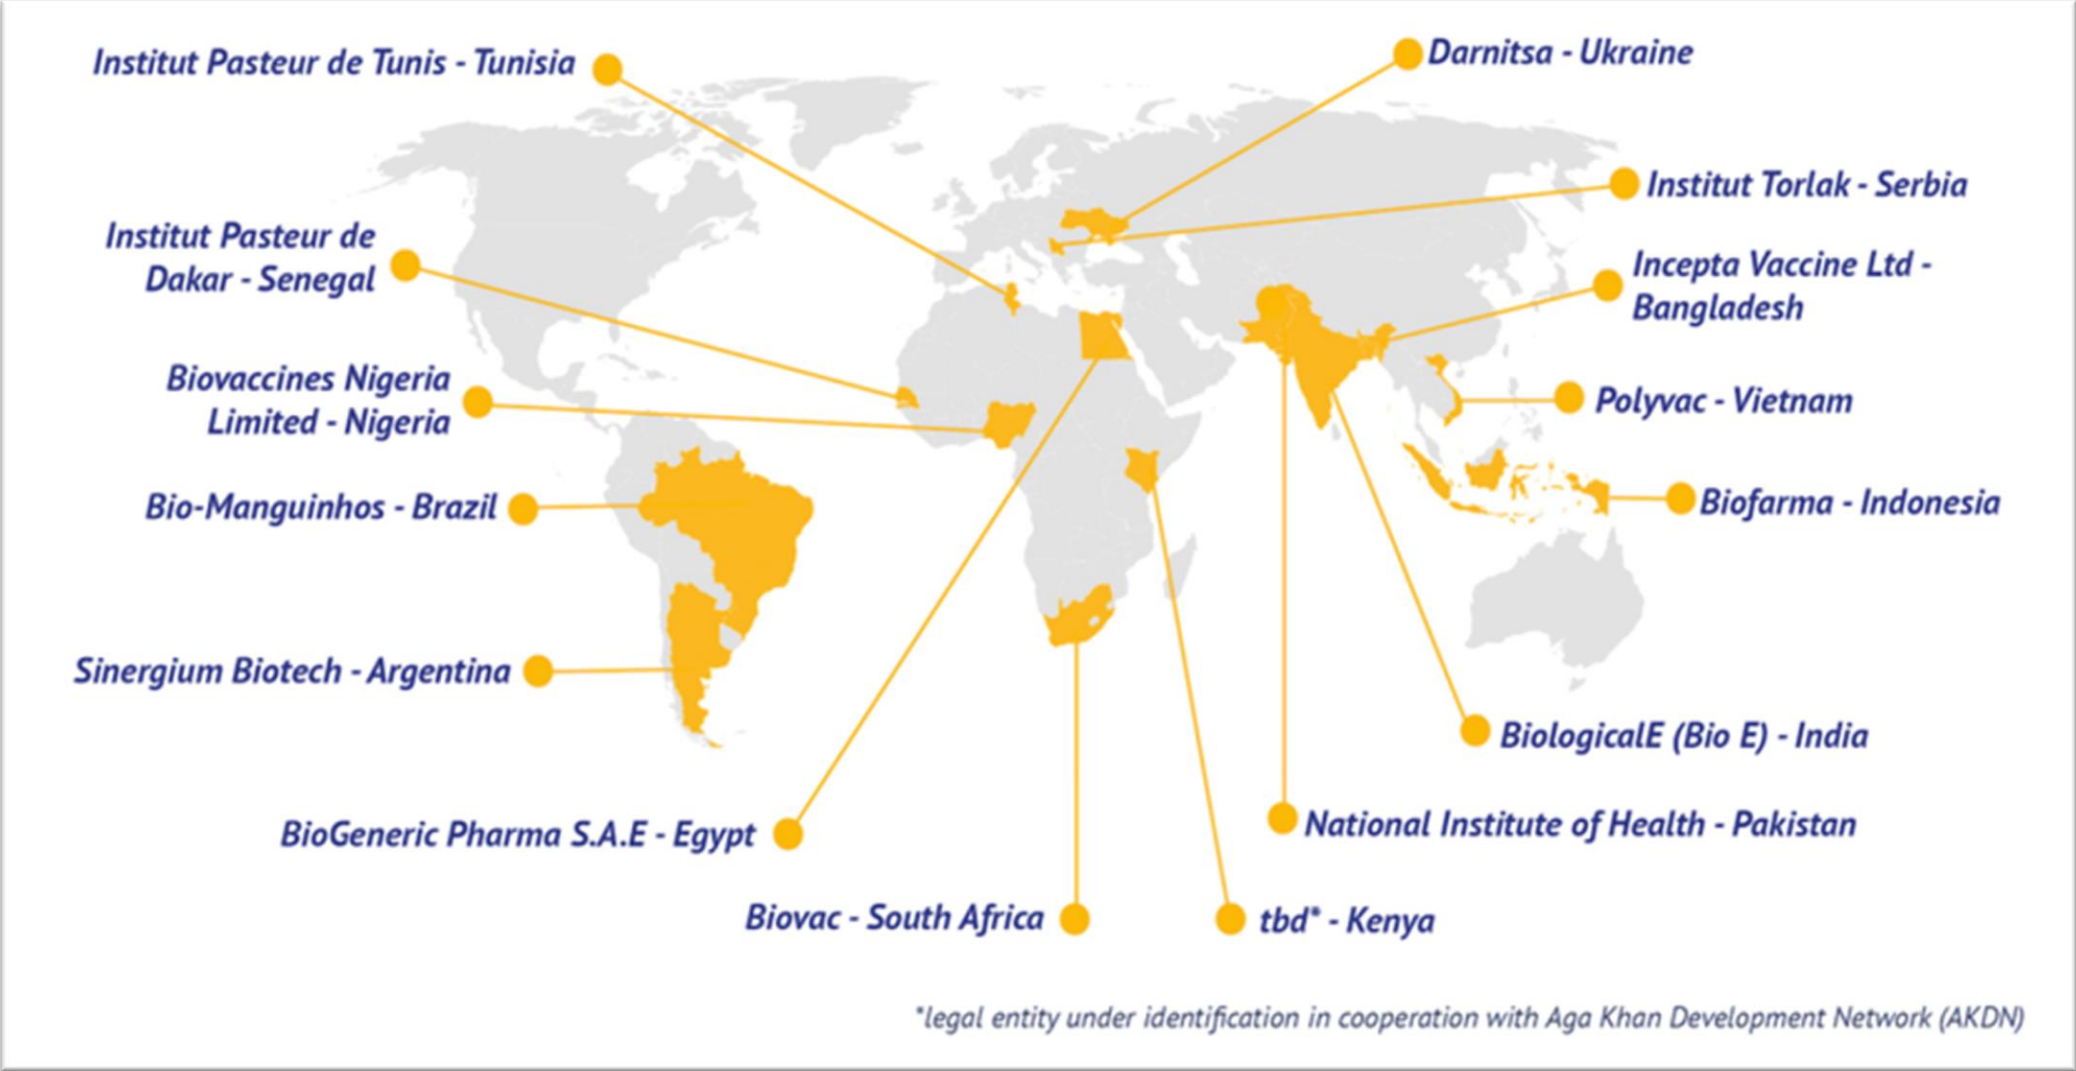 Institut Pasteur de Tunis - Tunisia
Darnitsa - Ukraine
Institut Torlak - Serbia
Institut Pasteur de
Dakar - Senegal
Incepta Vaccine Ltd -
Bangladesh
Biovaccines Nigeria
Limited - Nigeria
Polyvac - Vietnam
Bio-Manguinhos - Brazil
Biofarma - Indonesia
Sinergium Biotech - Argentina
BiologicalE (Bio E) - India
BioGeneric Pharma S.A.E - Egypt
National Institute of Health - Pakistan
Biovac - South Africa
tbd* - Kenya
*legal entity under identification in cooperation with Aga Khan Development Network (AKDN)